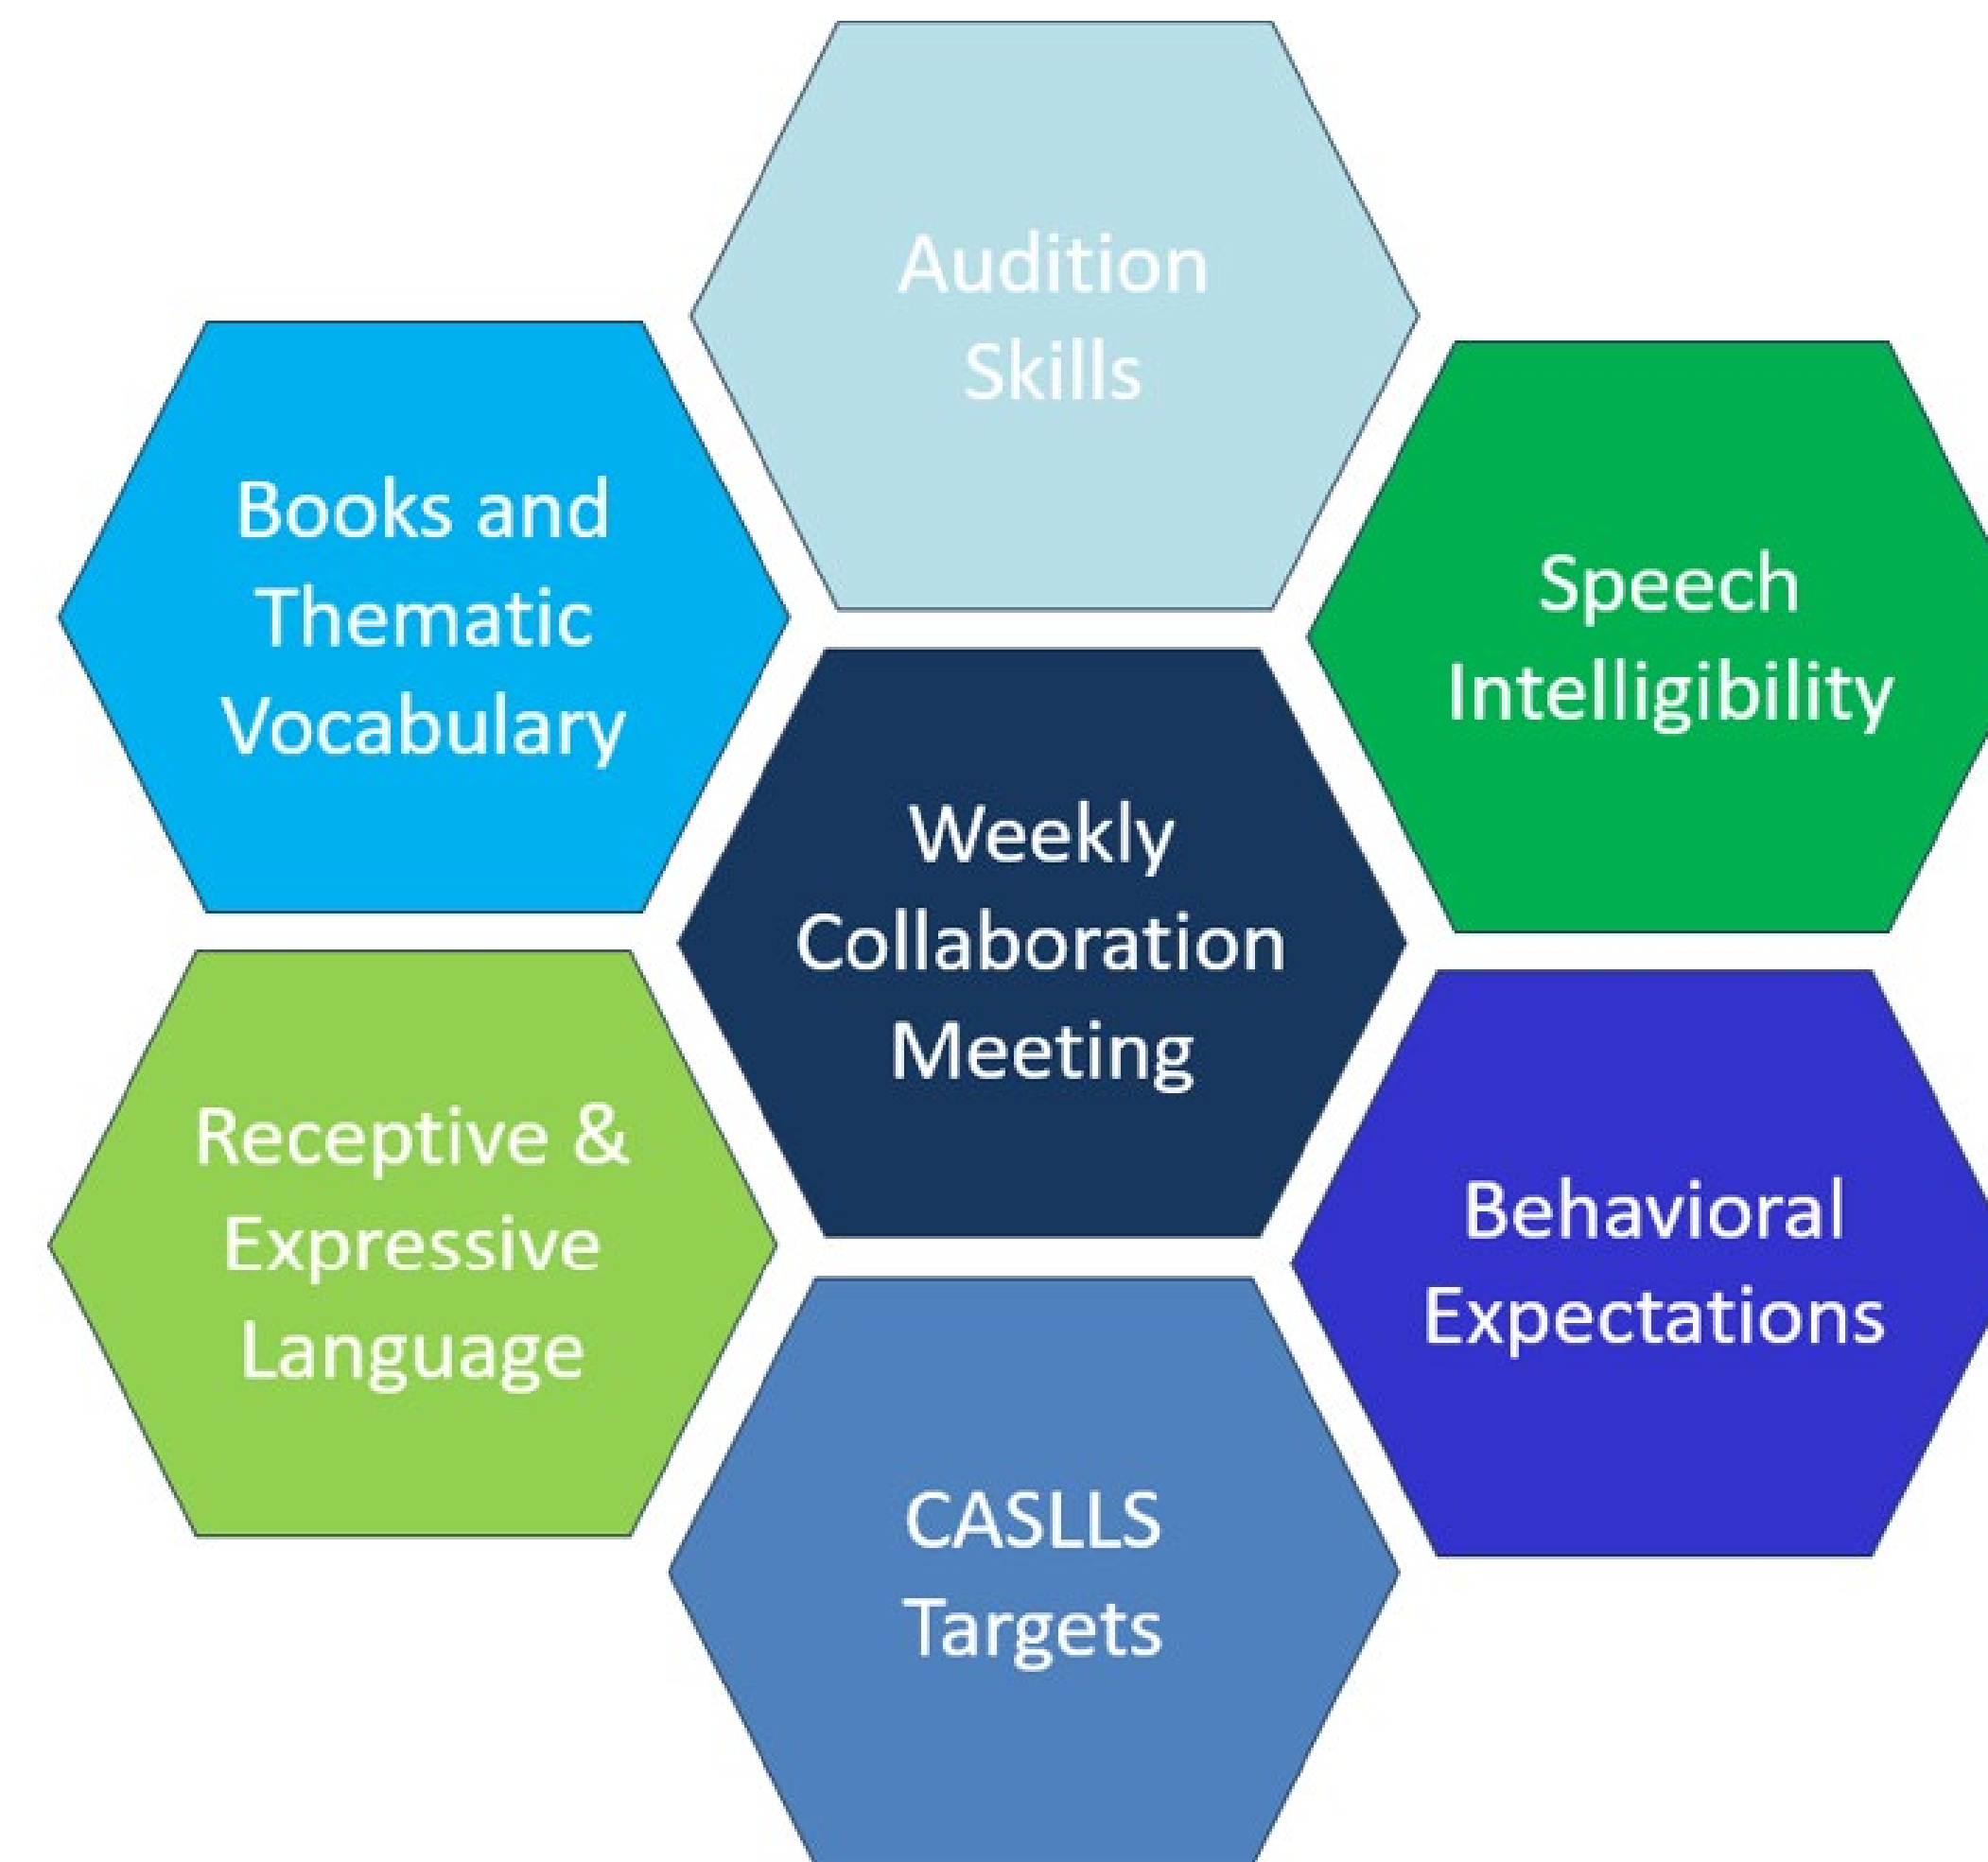 Audition
Skills
Books and
Thematic
Vocabulary
Speech
Intelligibility
Weekly
Collaboration
Meeting
Receptive &
Expressive
Language
Behavioral
Expectations
CASLLS
Targets